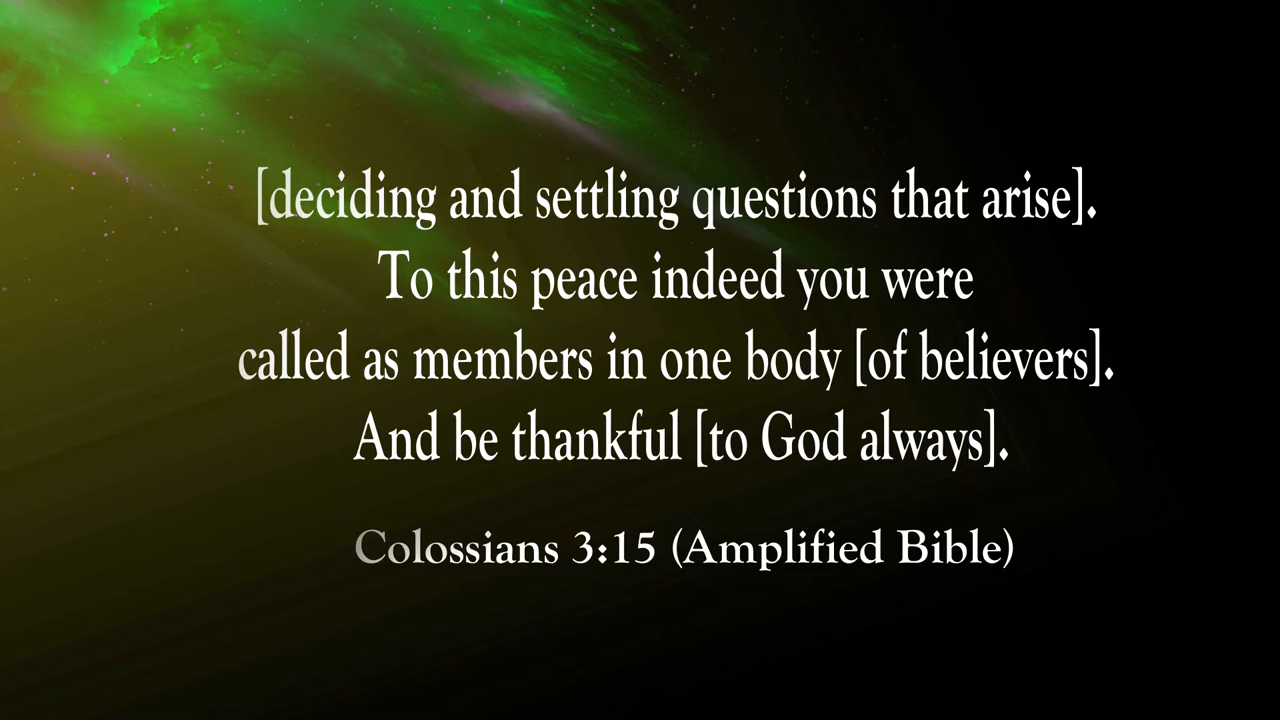 [deciding and settling questions that arise].
To this peace indeed you were
called as members in one body [of believers].
And be thankful [to God always].
Colossians 3:15 (Amplified Bible)